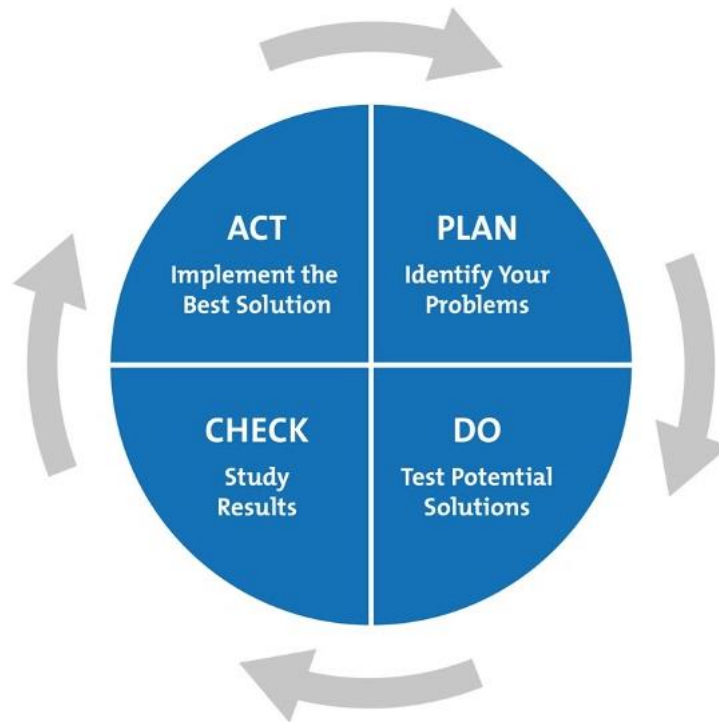 ACT
Implement the
Best Solution
PLAN
Identify Your
Problems
CHECK
Study
Results
DO
Test Potential
Solutions